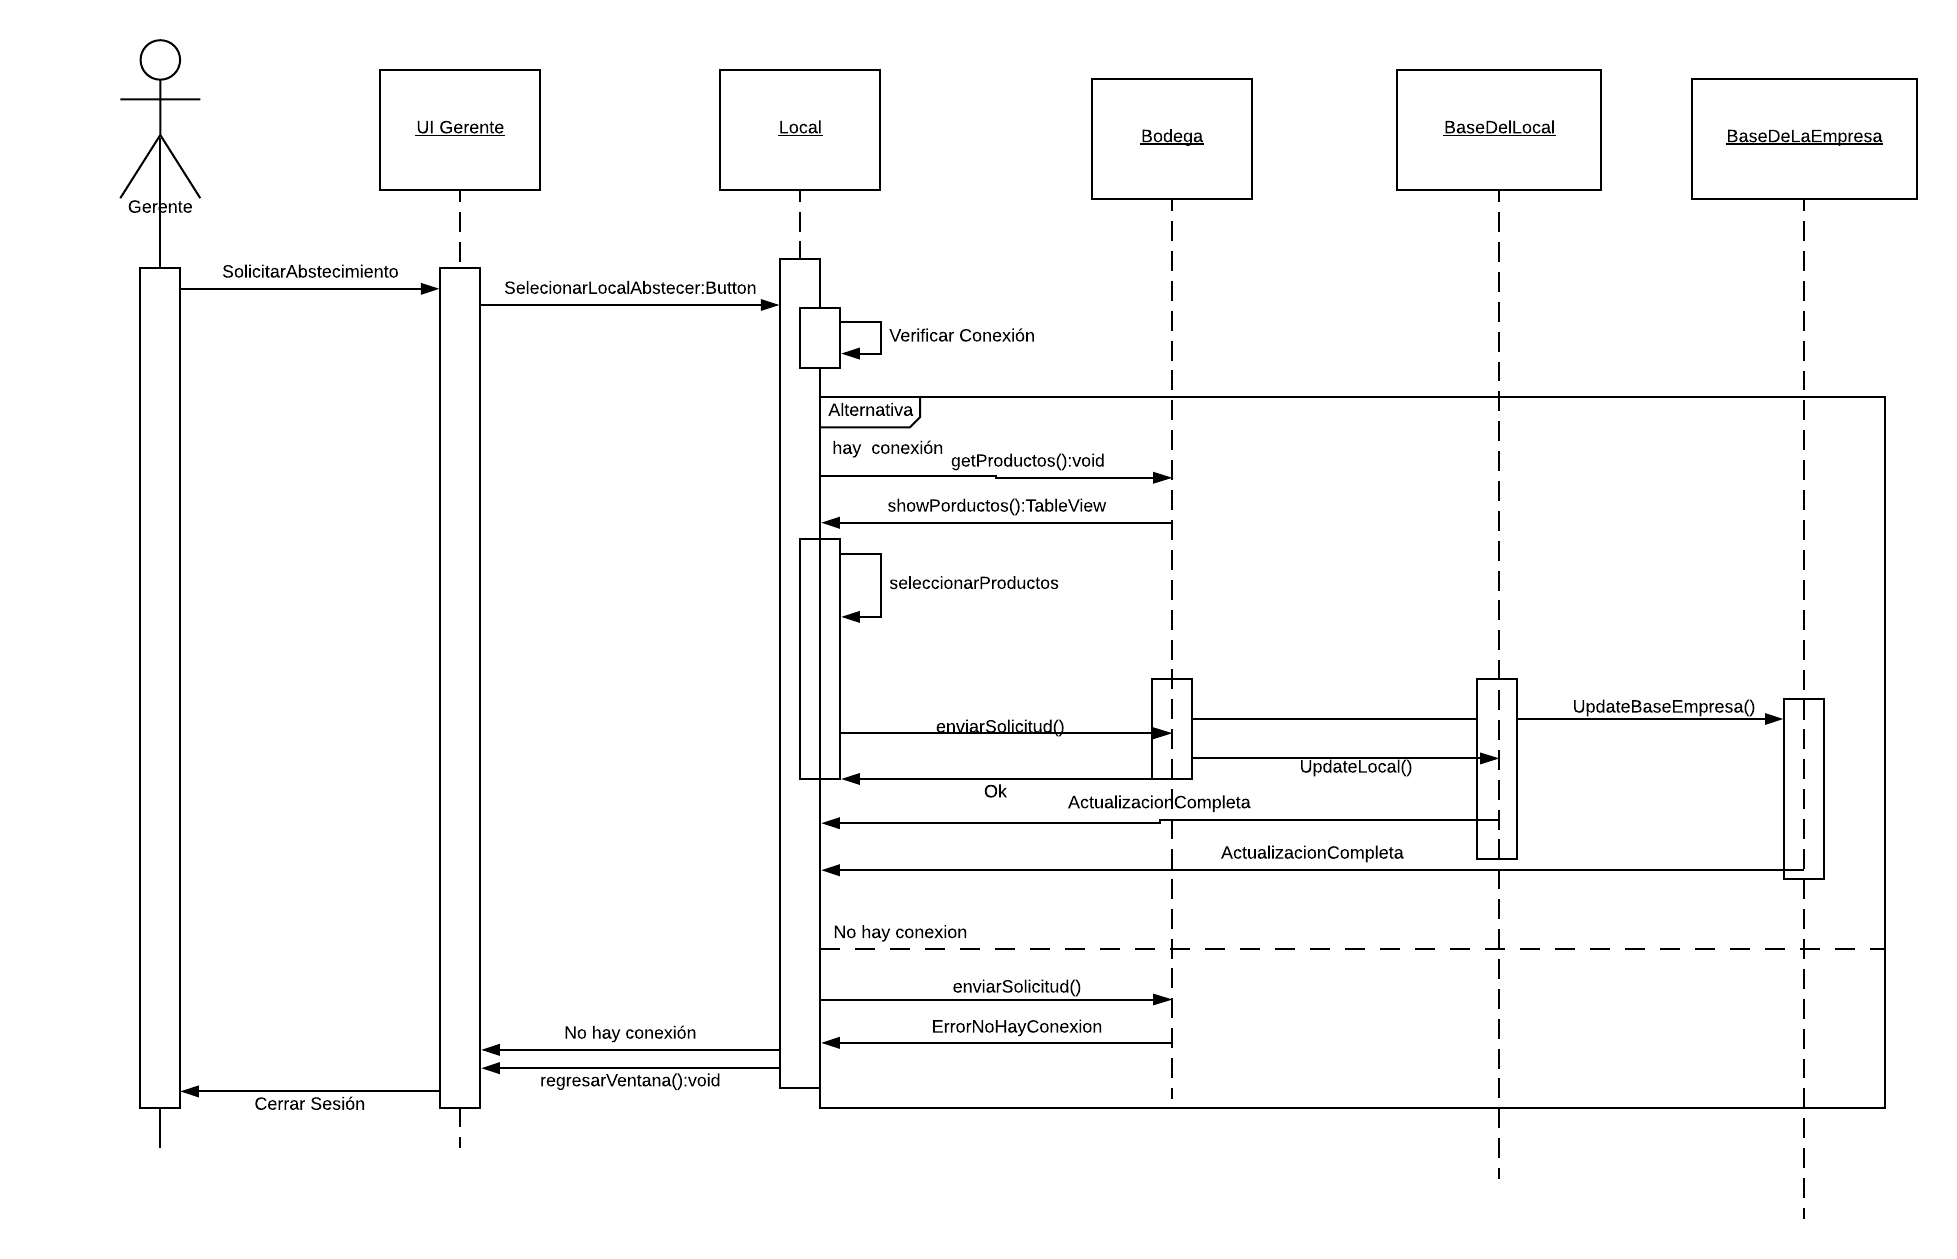 UI Gerente
Local
Bodega
BaseDelLocal
BaseDeLaEmpresa
Gerente
SolicitarAbstecimiento
SelecionarLocalAbstecer:Button
Verificar Conexión
Alternativa
hay conexión
getProductos():void
showPorductos():TableView
seleccionarProductos
UpdateBaseEmpresa()
enviarSolicitud()
UpdateLocal()
Ok
ActualizacionCompleta
ActualizacionCompleta
No hay conexion
enviarSolicitud()
ErrorNoHayConexion
No hay conexión
regresarVentana():void
Cerrar Sesión